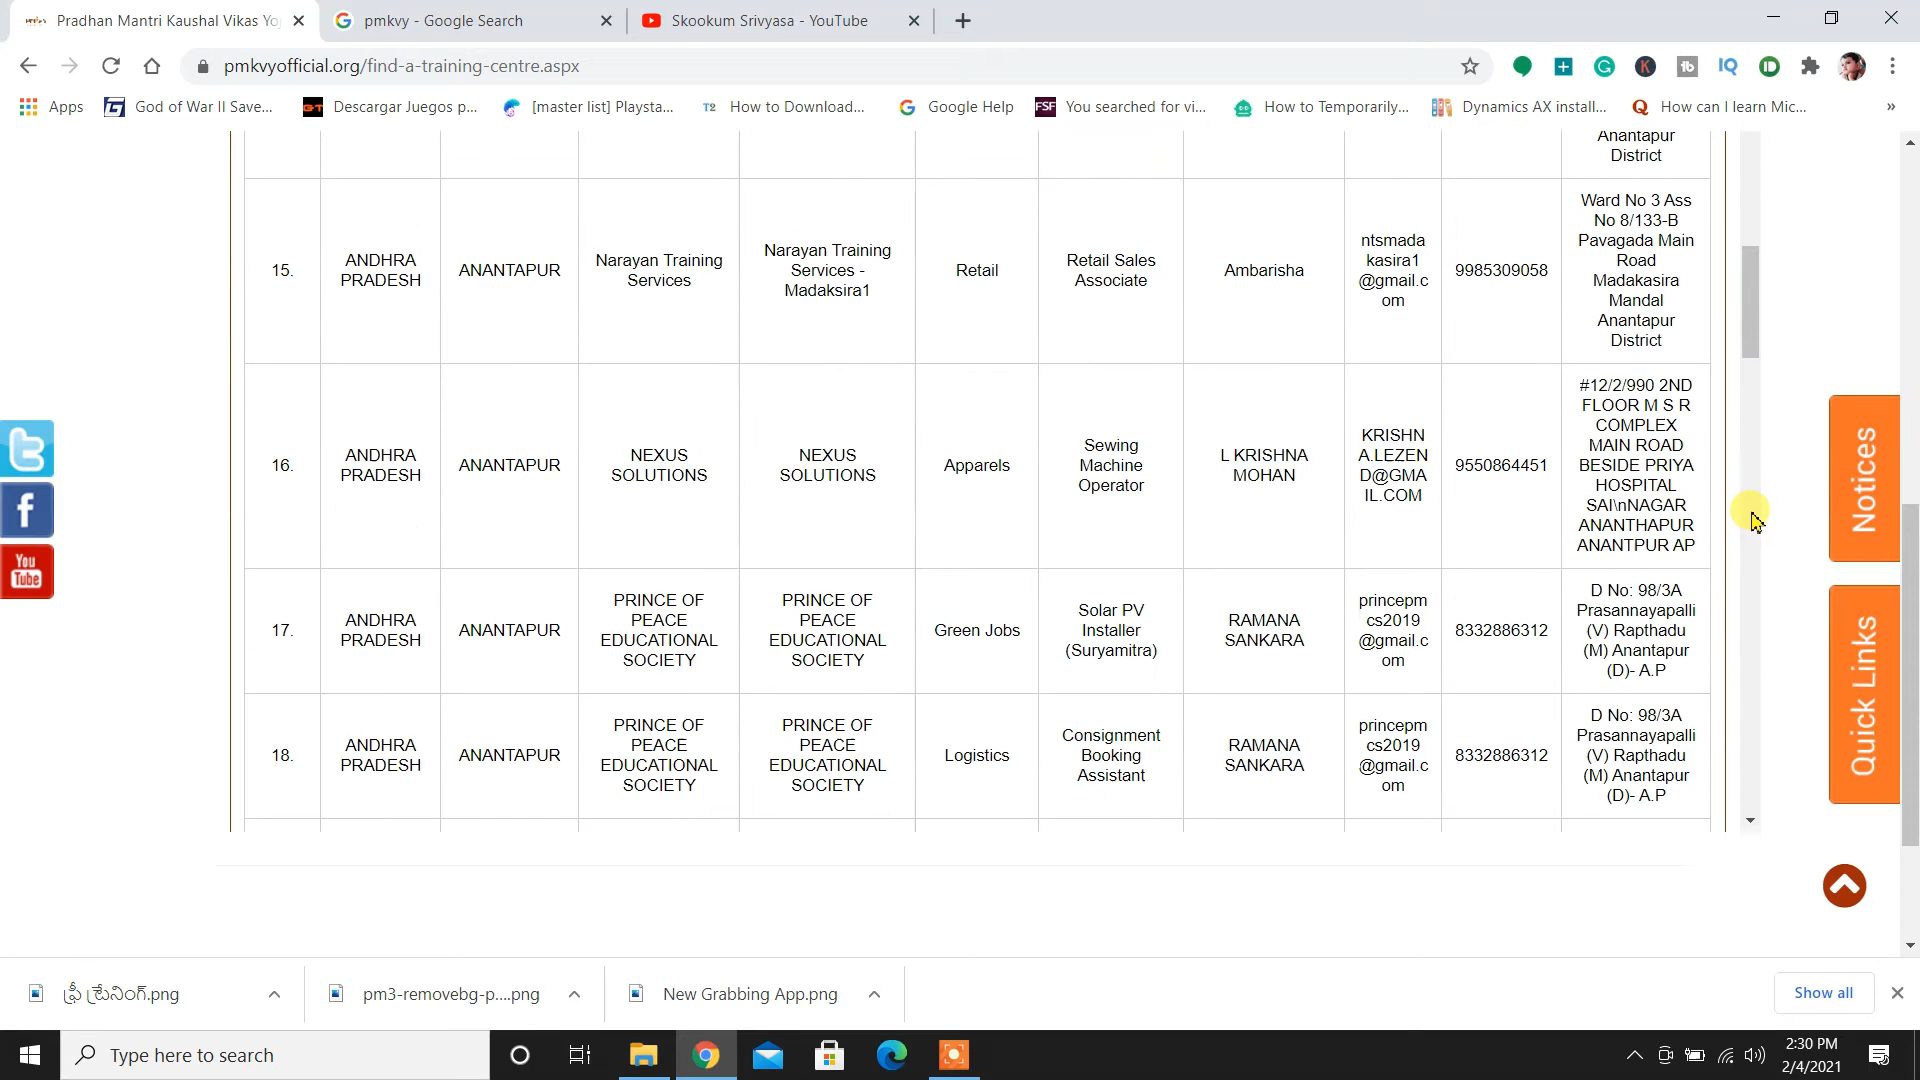 Pradhan Mantri Kaushal Vikas Yo
pmkvy - Google Search
Skookum Srivyasa - YouTube
pmkvyofficial.org/find-a-training-centre.aspx
Apps
God of War II Save...
Descargar Juegos p...
[master list] Playsta...
How to Download...
Google Help
You searched for vi...
How to Temporarily...
Dynamics AX install...
How can I learn Mic...
»
Anantapur
District
15.
ANDHRA
PRADESH
ANANTAPUR
Narayan Training
Services
Narayan Training
Services -
Madaksira1
Retail
Retail Sales
Associate
Ambarisha
ntsmada
kasira1
@gmail.c
om
9985309058
Ward No 3 Ass
No 8/133-B
Pavagada Main
Road
Madakasira
Mandal
Anantapur
District
16.
ANDHRA
PRADESH
ANANTAPUR
NEXUS
SOLUTIONS
NEXUS
SOLUTIONS
Apparels
Sewing
Machine
Operator
L KRISHNA
MOHAN
KRISHN
A.LEZEN
D@GMA
IL.COM
9550864451
#12/2/990 2ND
FLOOR M S R
COMPLEX
MAIN ROAD
BESIDE PRIYA
HOSPITAL
SAI\nNAGAR
ANANTHAPUR
ANANTPUR AP
17.
ANDHRA
PRADESH
ANANTAPUR
PRINCE OF
PEACE
EDUCATIONAL
SOCIETY
PRINCE OF
PEACE
EDUCATIONAL
SOCIETY
Green Jobs
Solar PV
Installer
(Suryamitra)
RAMANA
SANKARA
princepm
cs2019
@gmail.c
om
8332886312
D No: 98/3A
Prasannayapalli
(V) Rapthadu
(M) Anantapur
(D)- A.P
18.
ANDHRA
PRADESH
ANANTAPUR
PRINCE OF
PEACE
EDUCATIONAL
SOCIETY
PRINCE OF
PEACE
EDUCATIONAL
SOCIETY
Logistics
Consignment
Booking
Assistant
RAMANA
SANKARA
princepm
cs2019
@gmail.c
om
8332886312
D No: 98/3A
Prasannayapalli
(V) Rapthadu
(M) Anantapur
(D)- A.P
You
Tube
Notices
Quick Links
ఫ్రీ ట్రైనింగ్.png
pm3-removebg-p....png
New Grabbing App.png
Show all
Type here to search
2:30 PM
2/4/2021